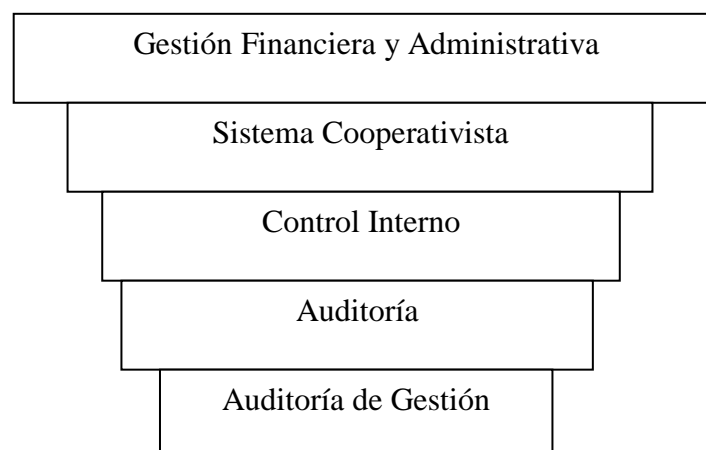 Gestión Financiera y Administrativa
Sistema Cooperativista
Control Interno
Auditoría
Auditoría de Gestión